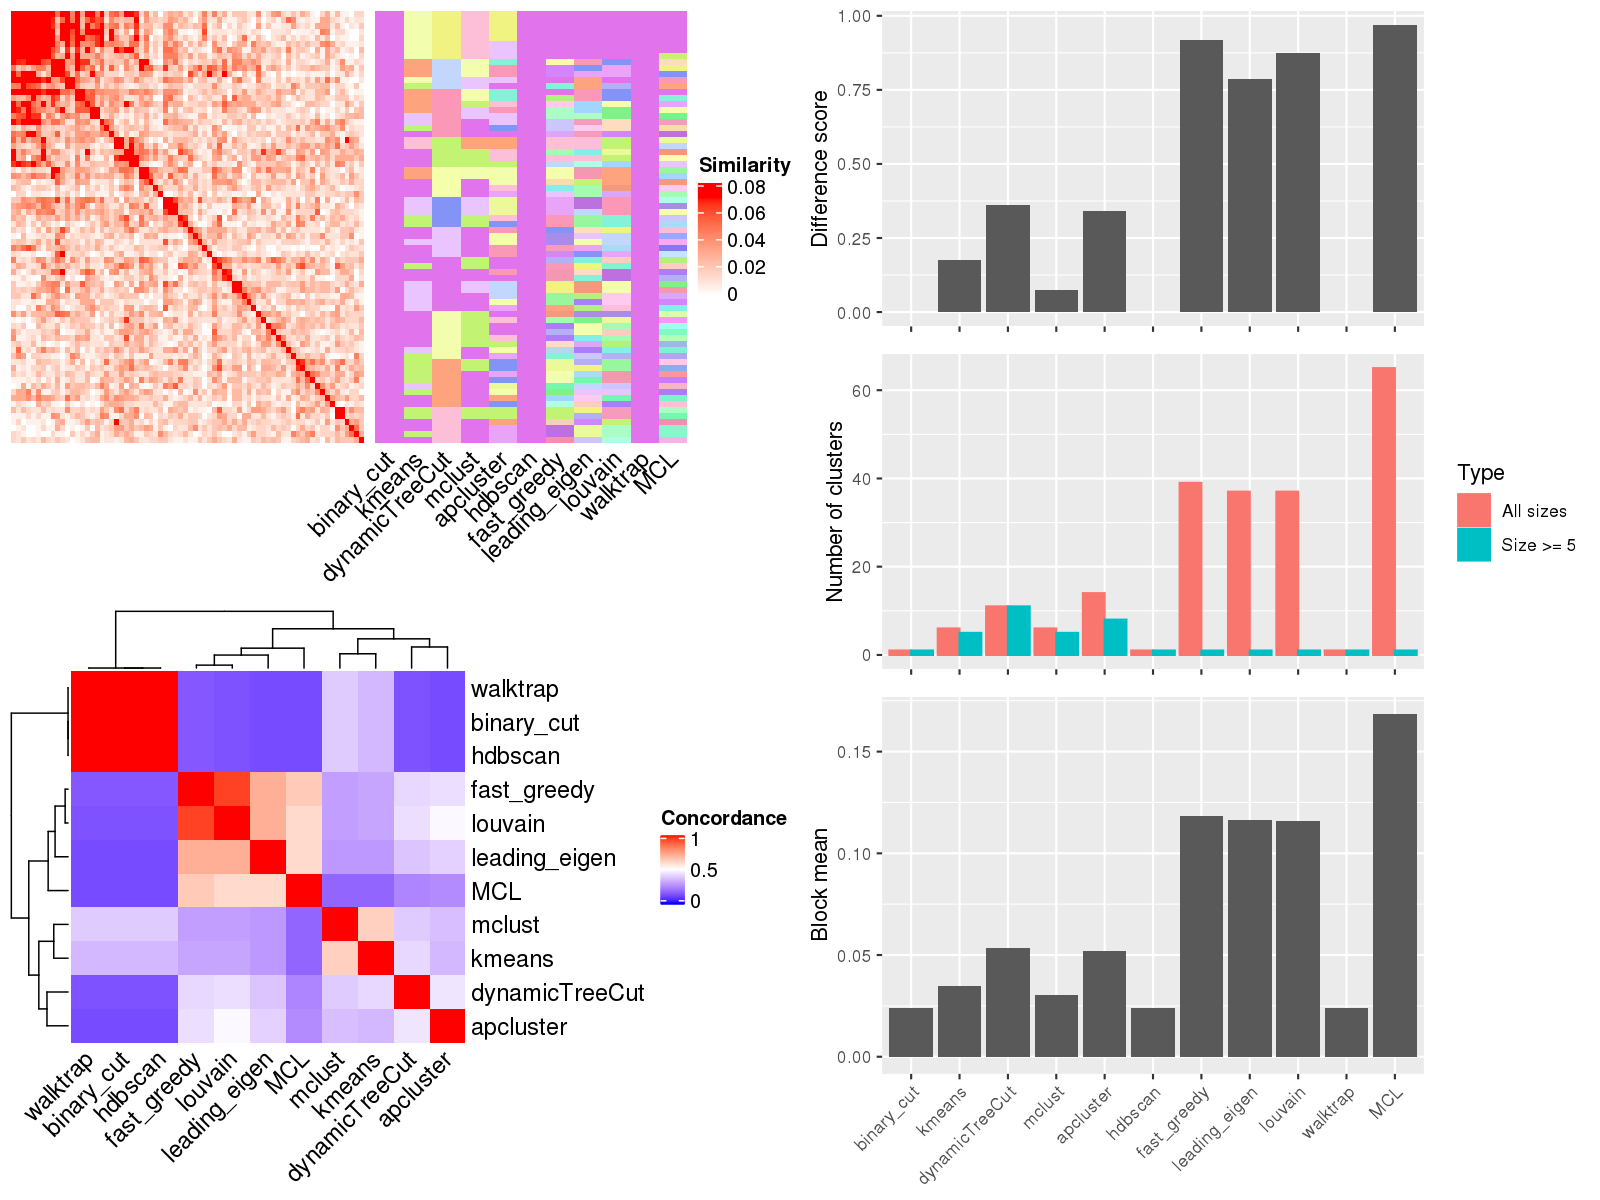 Similarity
0.08
0.06
0.04
0.02
0
binary_cut
kmeans
dynamicTreeCut
mclust
apcluster
hdbscan
fast_greedy
leading_eigen
louvain
walktrap
MCL
walktrap
binary_cut
hdbscan
fast_greedy
louvain
leading_eigen
MCL
mclust
kmeans
dynamicTreeCut
apcluster
Concordance
1
0.5
0
walktrap
binary_cut
hdbscan
fast_greedy
louvain
leading_eigen
MCL
mclust
kmeans
dynamicTreeCut
apcluster
Difference score
1.00
0.75
0.50
0.25
0.00
Number of clusters
60
40
20
0
Type
All sizes
Size >= 5
Block mean
0.15
0.10
0.05
0.00
binary_cut
kmeans
dynamicTreeCut
mclust
apcluster
hdbscan
fast_greedy
leading_eigen
louvain
walktrap
MCL